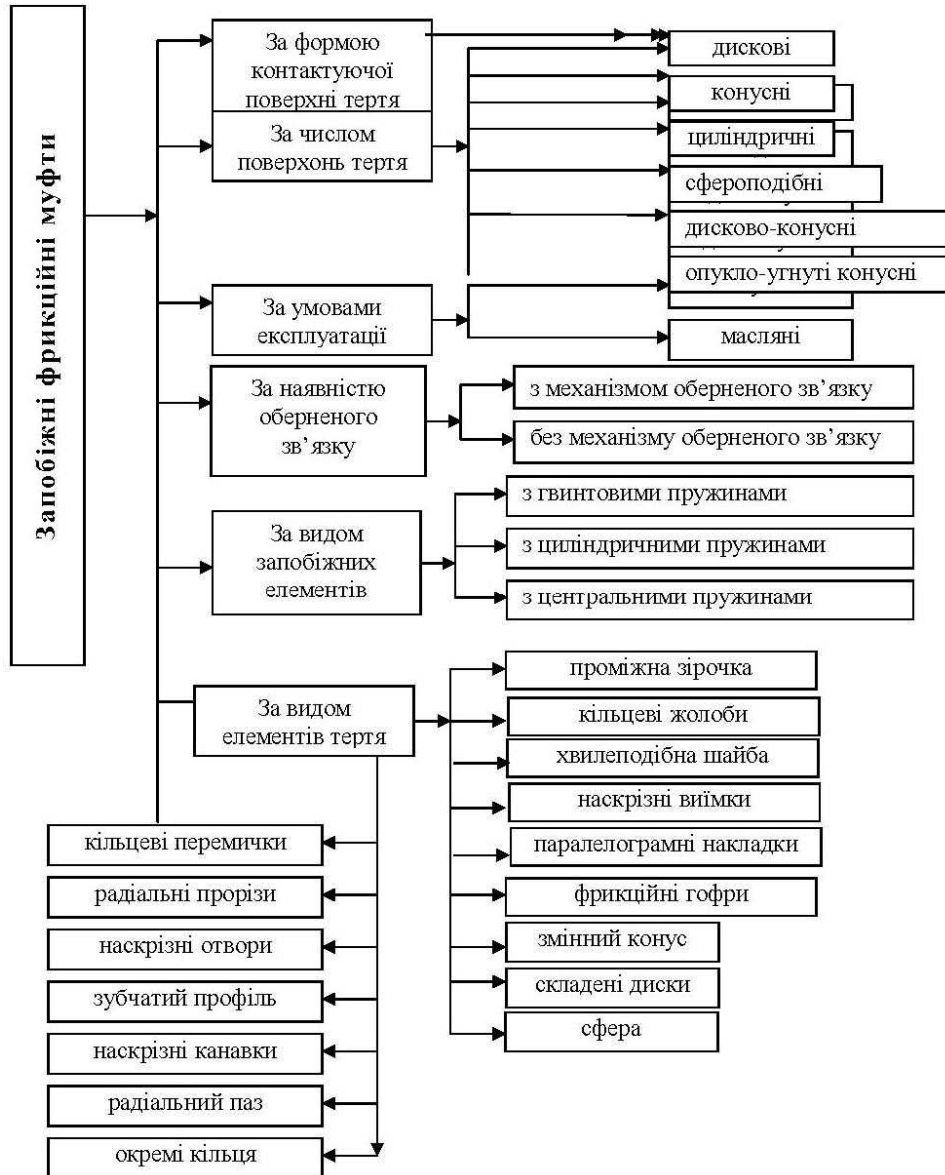 Запобіжні фрикційні муфти
За формою
контактуючої
поверхні тертя
За числом
поверхонь тертя
дискові
конусні
циліндричні
сфероподібні
дисково-конусні
опукло-угнуті конусні
За умовами
експлуатації
масляні
За наявністю
оберненого
зв’язку
з механізмом оберненого зв’язку
без механізму оберненого зв’язку
За видом
запобіжних
елементів
з гвинтовими пружинами
з циліндричними пружинами
з центральними пружинами
За видом
елементів тертя
проміжна зірочка
кільцеві жолоби
хвилеподібна шайба
наскрізні виїмки
паралелограмні накладки
фрикційні гофри
змінний конус
складені диски
сфера
кільцеві перемички
радіальні прорізи
наскрізні отвори
зубчатий профіль
наскрізні канавки
радіальний паз
окремі кільця